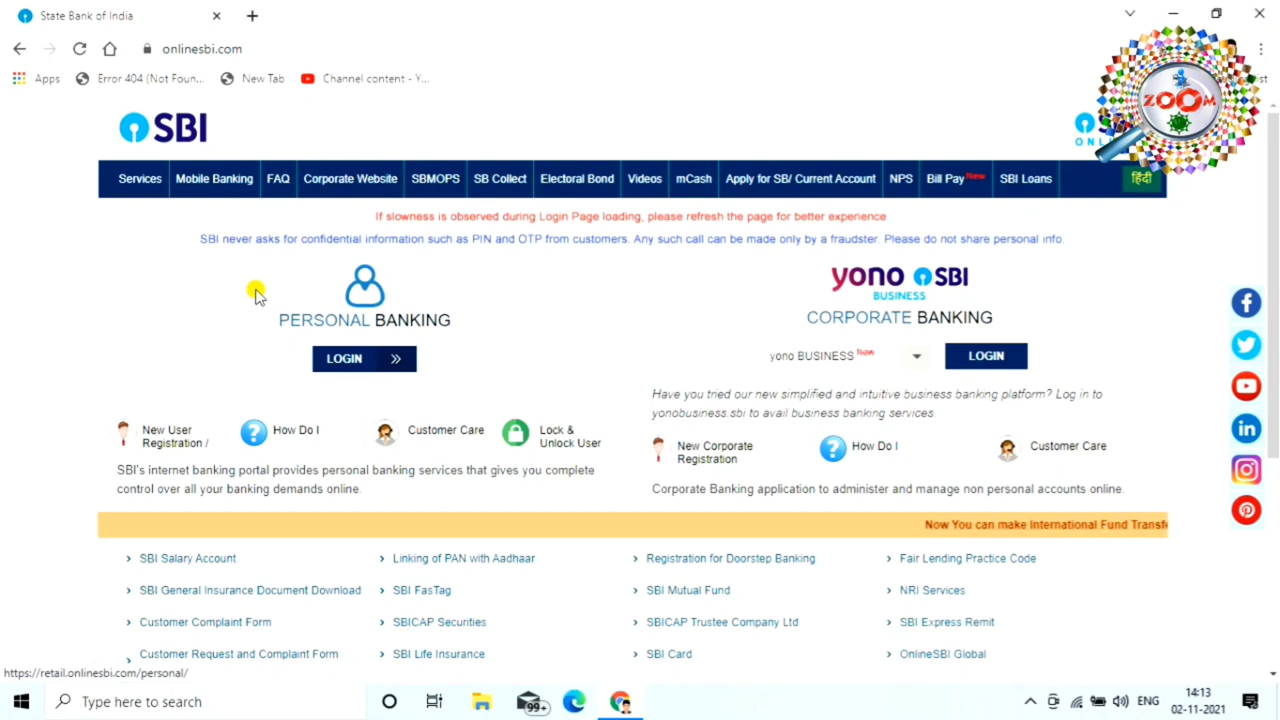 State Bank of India
onlinesbi.com
Apps
Error 404 (Not Foun...
New Tab
Channel content - Y...
ZOOM
SBI
Services
Mobile Banking
FAQ
Corporate Website
SBMOPS
SB Collect
Electoral Bond
Videos
mCash
Apply for SB/ Current Account
NPS
Bill Pay New
SBI Loans
हिंदी
If slowness is observed during Login Page loading, please refresh the page for better experience
SBI never asks for confidential information such as PIN and OTP from customers. Any such call can be made only by a fraudster. Please do not share personal info.
PERSONAL BANKING
LOGIN
New User
Registration /
How Do I
Customer Care
Lock &
Unlock User
SBI's internet banking portal provides personal banking services that gives you complete
control over all your banking demands online.
yono SBI
BUSINESS
CORPORATE BANKING
yono BUSINESS New
LOGIN
Have you tried our new simplified and intuitive business banking platform? Log in to
yonobusiness.sbi to avail business banking services.
New Corporate
Registration
How Do I
Customer Care
Corporate Banking application to administer and manage non personal accounts online.
Now You can make International Fund Transfe
SBI Salary Account
Linking of PAN with Aadhaar
Registration for Doorstep Banking
Fair Lending Practice Code
SBI General Insurance Document Download
SBI FasTag
SBI Mutual Fund
NRI Services
Customer Complaint Form
SBICAP Securities
SBICAP Trustee Company Ltd
SBI Express Remit
Customer Request and Complaint Form
SBI Life Insurance
SBI Card
OnlineSBI Global
https://retail.onlinesbi.com/personal/
Type here to search
99+
ENG
14:13
02-11-2021